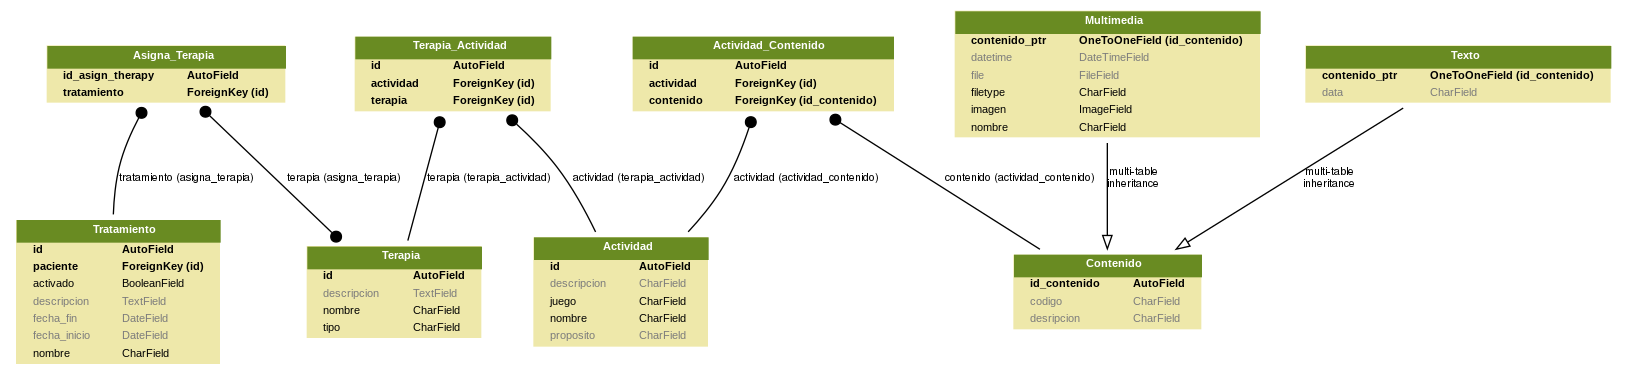 Asigna_Terapia
id_asign_therapy AutoField
tratamiento ForeignKey (id)
Terapia_Actividad
id AutoField
actividad ForeignKey (id)
terapia ForeignKey (id)
Actividad_Contenido
id AutoField
actividad ForeignKey (id)
contenido ForeignKey (id_contenido)
Multimedia
contenido_ptr OneToOneField (id_contenido)
datetime DateTimeField
file FileField
filetype CharField
imagen ImageField
nombre CharField
Texto
contenido_ptr OneToOneField (id_contenido)
data CharField
tratamiento (asigna_terapia)
terapia (asigna_terapia)
terapia (terapia_actividad)
actividad (terapia_actividad)
actividad (actividad_contenido)
contenido (actividad_contenido)
multi-table
inheritance
multi-table
inheritance
Tratamiento
id AutoField
paciente ForeignKey (id)
activado BooleanField
descripcion TextField
fecha_fin DateField
fecha_inicio DateField
nombre CharField
Terapia
id AutoField
descripcion TextField
nombre CharField
tipo CharField
Actividad
id AutoField
descripcion CharField
juego CharField
nombre CharField
proposito CharField
Contenido
id_contenido AutoField
codigo CharField
desripcion CharField